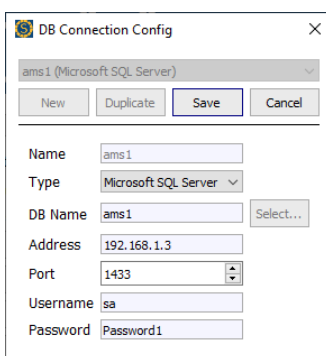 DB Connection Config
ams1 (Microsoft SQL Server)
New Duplicate Save Cancel
Name ams1
Type Microsoft SQL Server
DB Name ams1 Select...
Address 192.168.1.3
Port 1433
Username sa
Password Password1